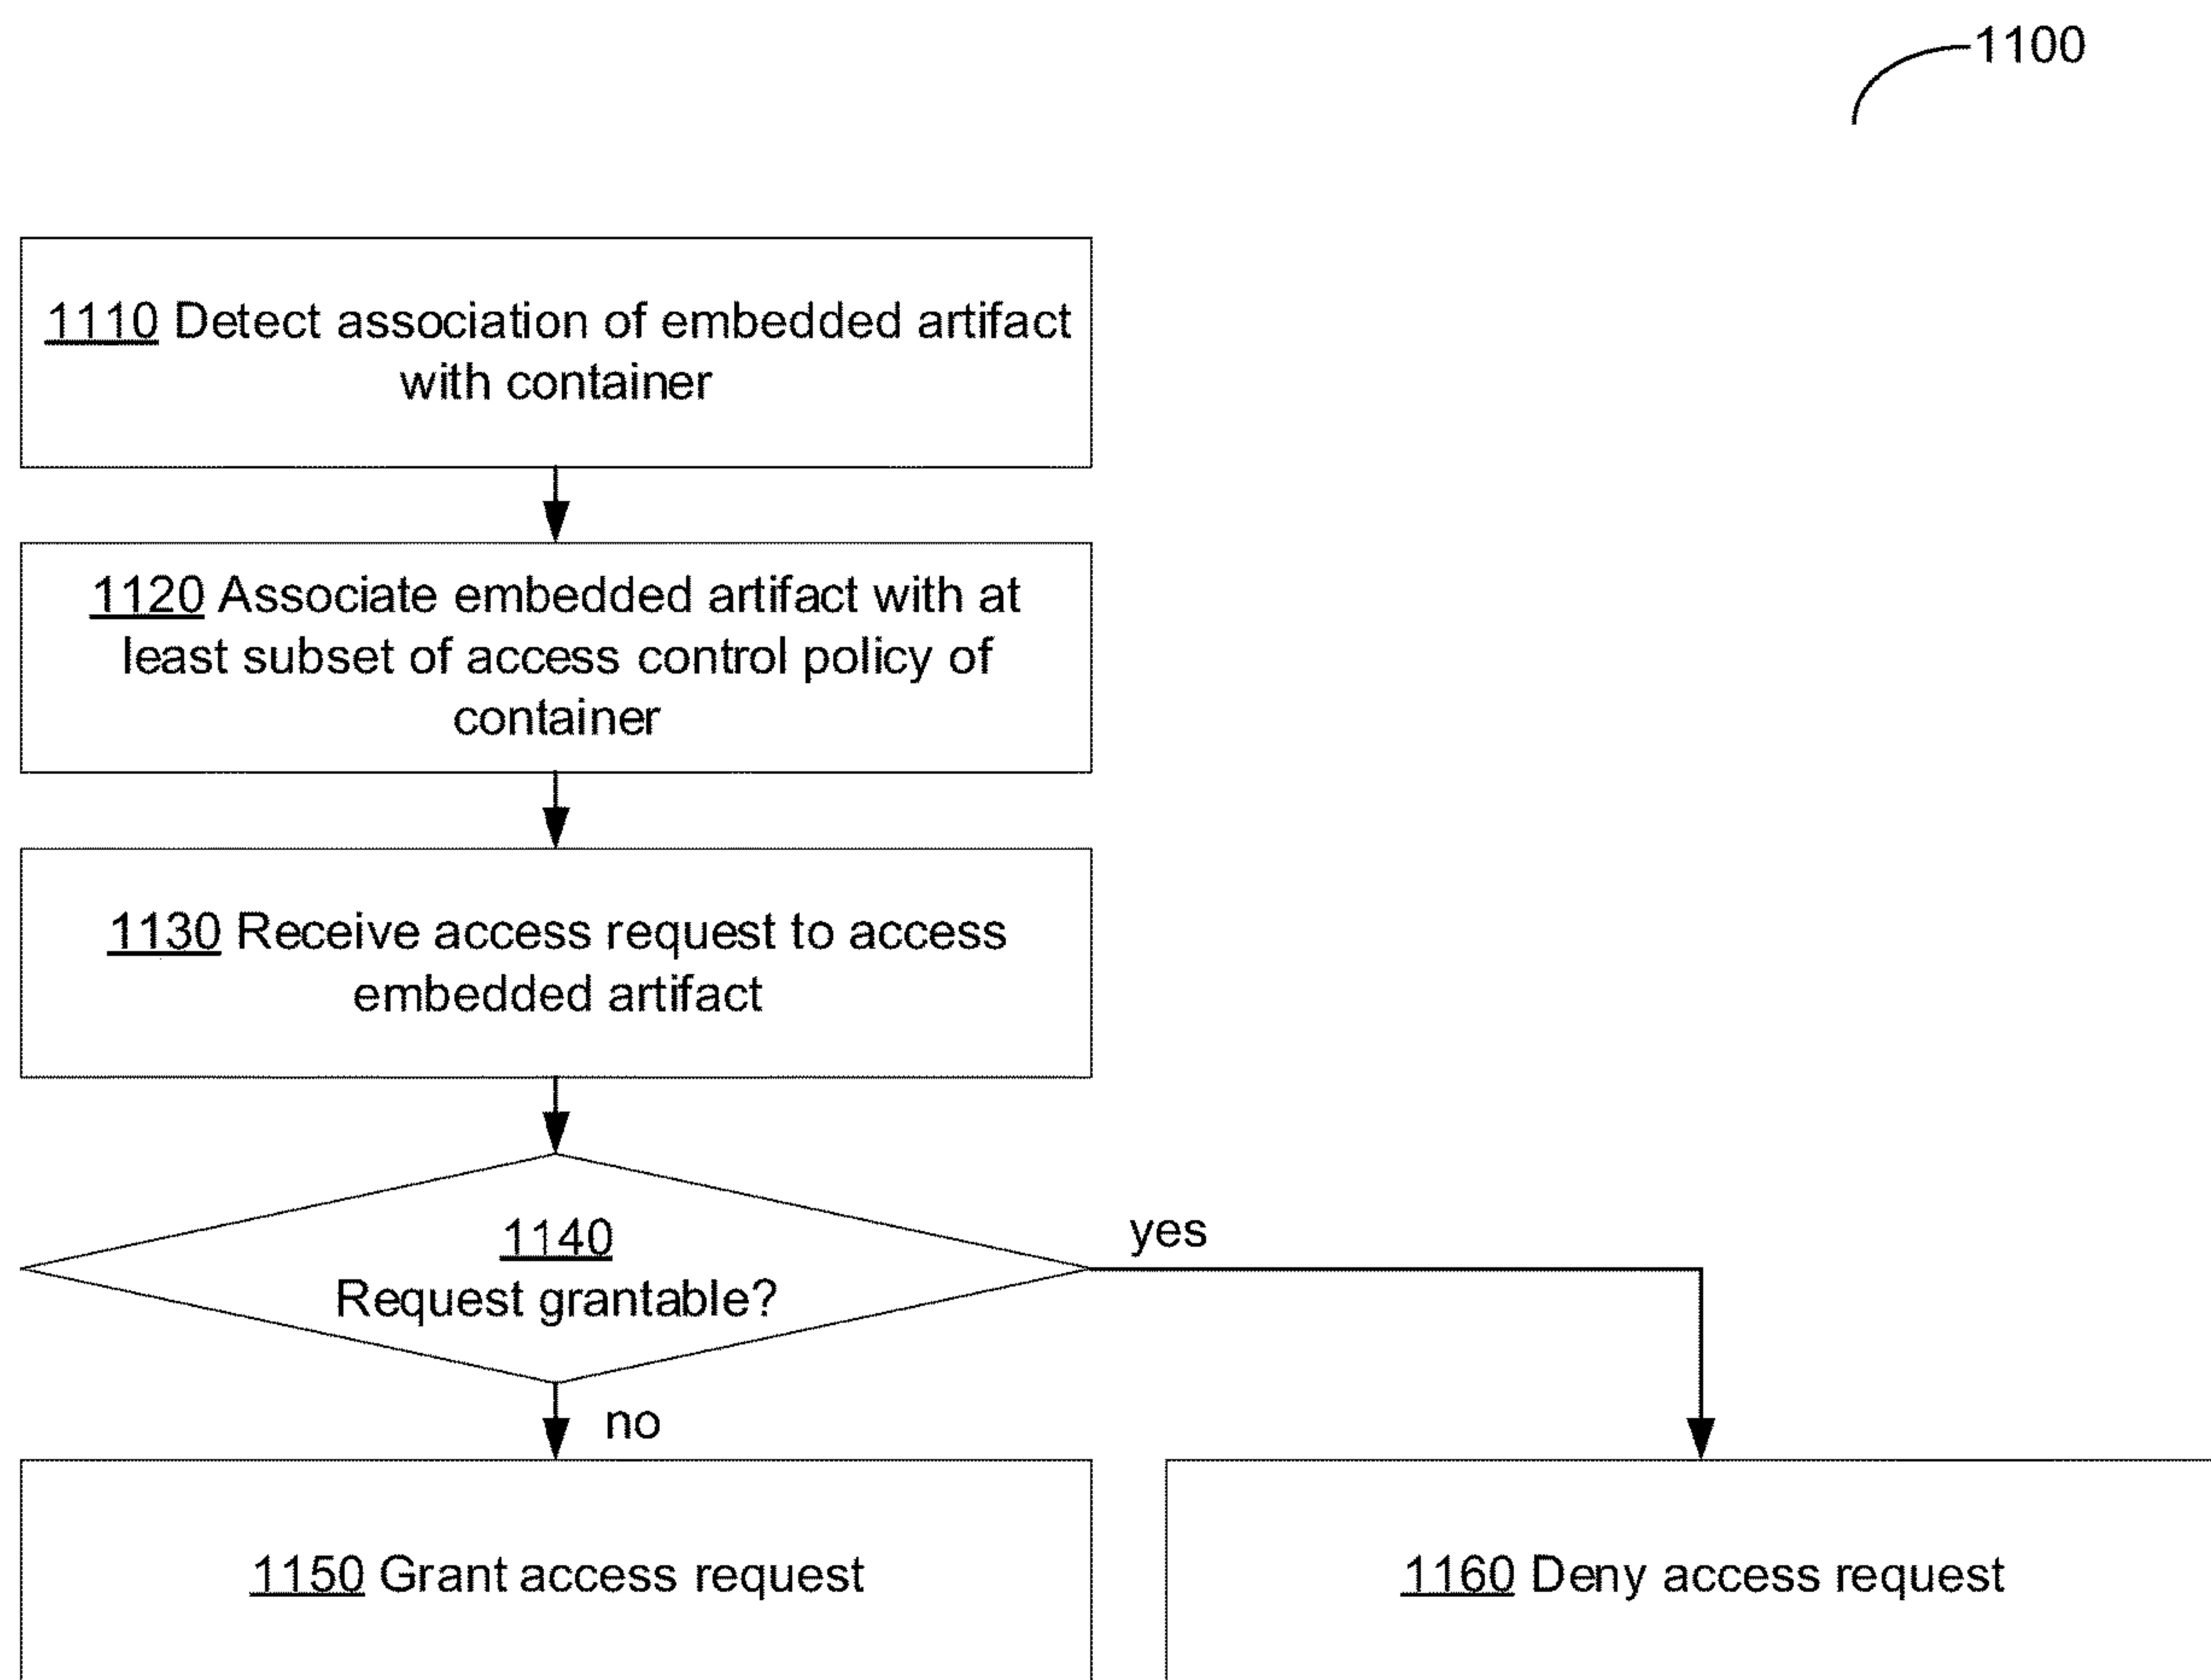 1100
1110 Detect association of embedded artifact
with container
1120 Associate embedded artifact with at
least subset of access control policy of
container
1130 Receive access request to access
embedded artifact
1140
Request grantable?
yes
no
1150 Grant access request
1160 Deny access request